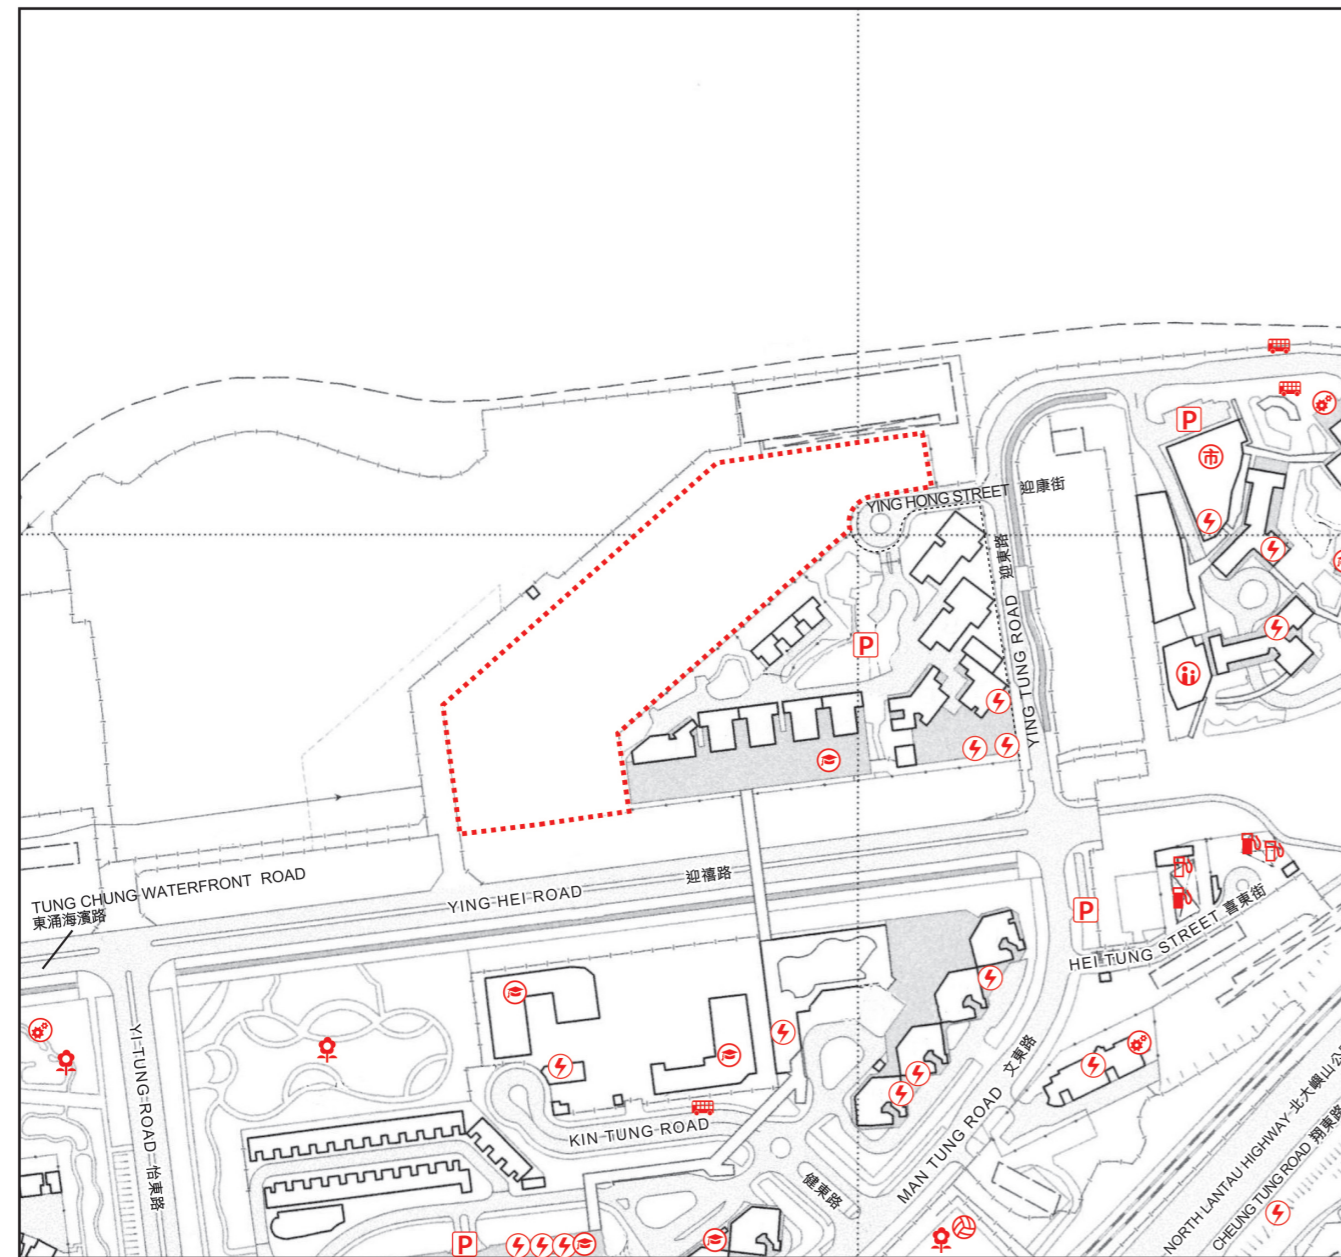 P
市
YING HONG STREET 迎康街
YING TUNG ROAD 迎東路
P
TUNG CHUNG WATERFRONT ROAD
東涌海濱路
YING HEI ROAD 迎禧路
P
HEI TUNG STREET 喜東街
YI TUNG ROAD 怡東路
KIN TUNG ROAD
健東路
MAN TUNG ROAD 文東路
NORTH LANTAU HIGHWAY 北大嶼山公
CHEUNG TUNG ROAD 翔東路
P